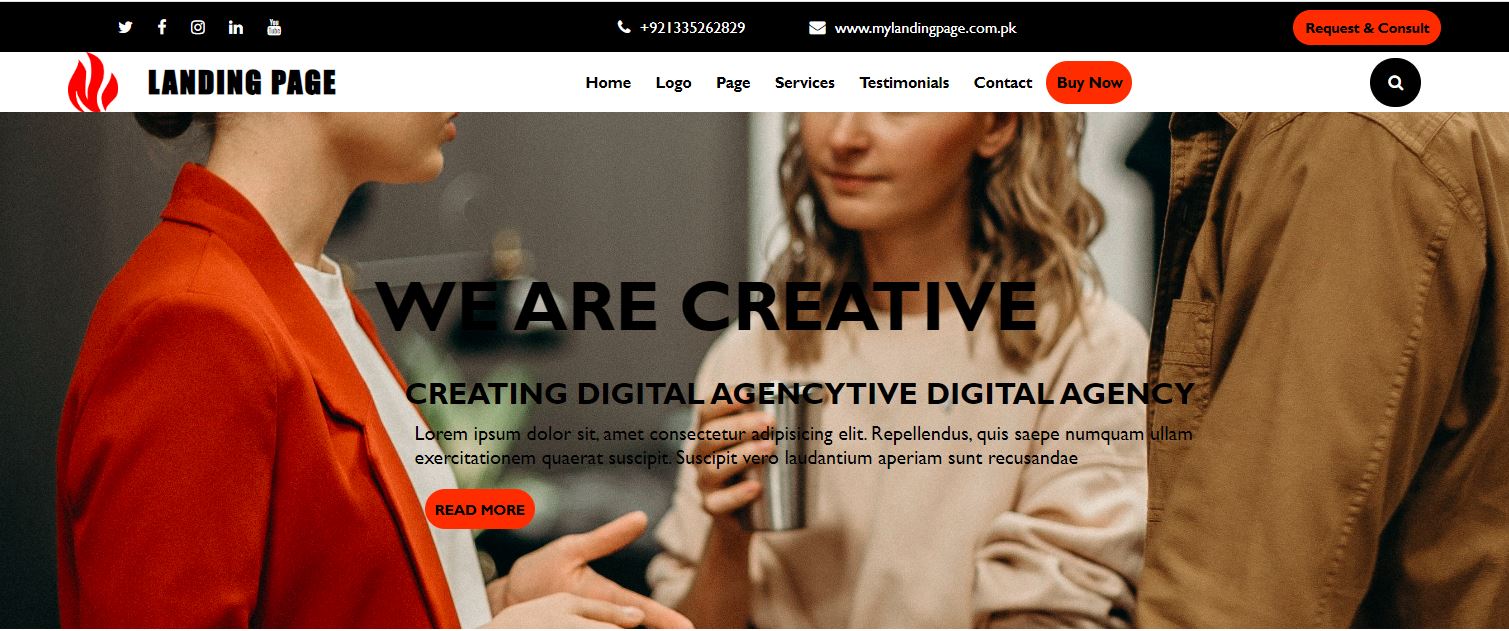 +921335262829
www.mylandingpage.com.pk
Request & Consult
LANDING PAGE
Home Logo Page Services Testimonials Contact Buy Now
WE ARE CREATIVE
CREATING DIGITAL AGENCYTIVE DIGITAL AGENCY
Lorem ipsum dolor sit, amet consectetur adipisicing elit. Repellendus, quis saepe numquam ullam
exercitationem quaerat suscipit. Suscipit vero laudantium aperiam sunt recusandae
READ MORE